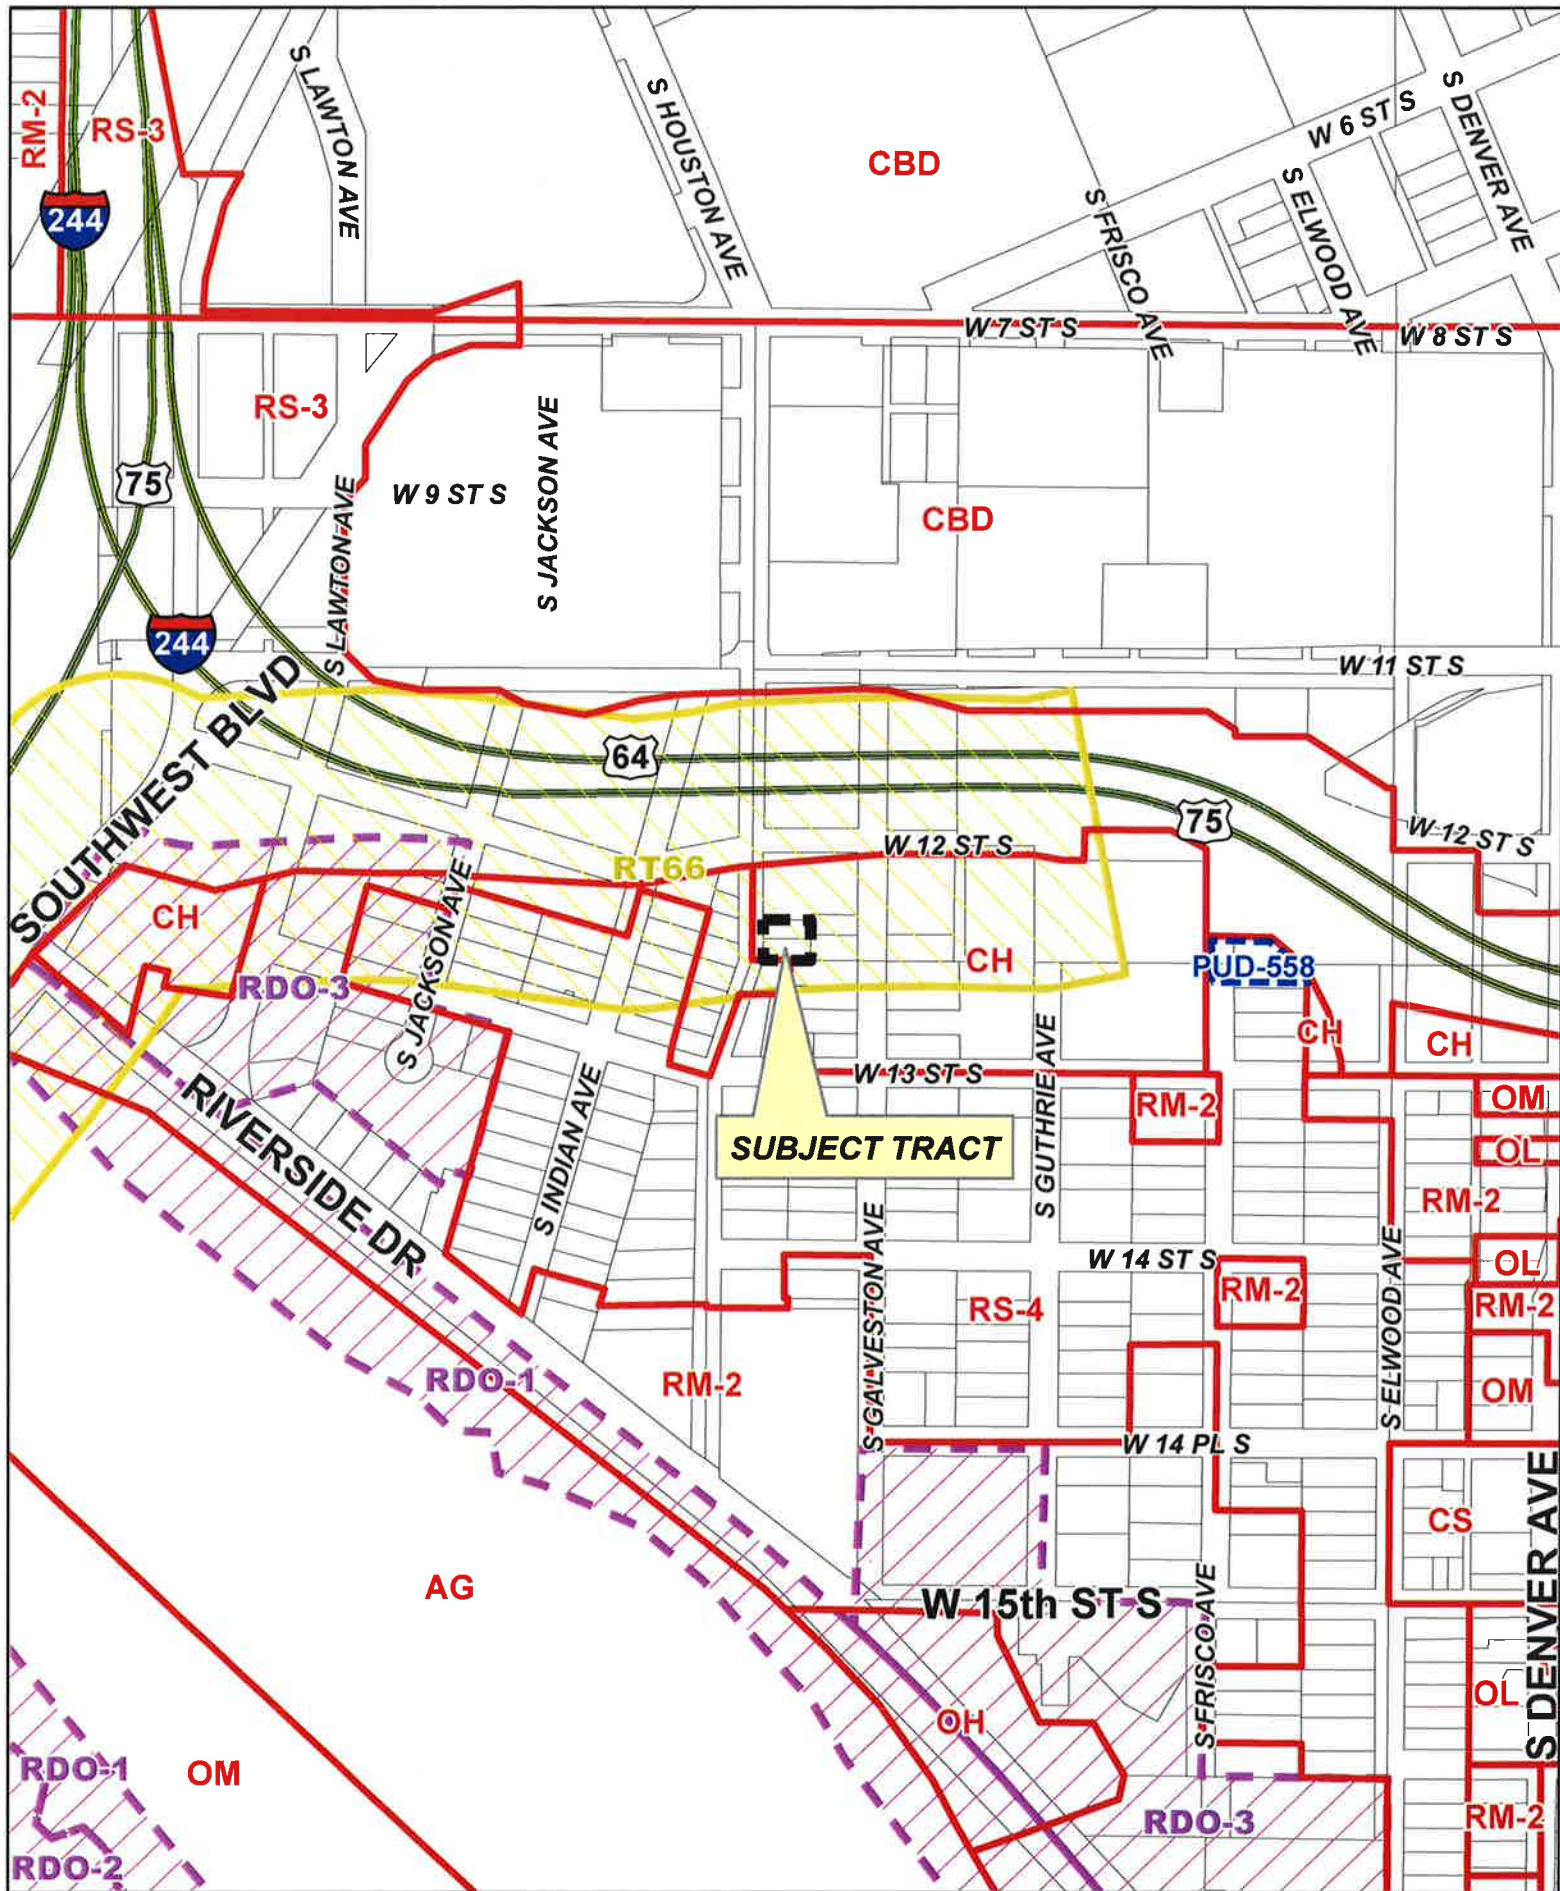 RM-2
RS-3
S LAWTON AVE
S HOUSTON AVE
CBD
W 6 ST S
S DENVER AVE
S FRISCO AVE
S ELWOOD AVE
244
W 7 ST S
W 8 ST S
RS-3
75
S LAWTON AVE
W 9 ST S
S JACKSON AVE
CBD
244
W 11 ST S
SOUTHWEST BLVD
64
75
W 12 ST S
W 12 ST S
RT66
CH
S JACKSON AVE
RDO-3
CH
PUD-558
CH
CH
W 13 ST S
S GUTHRIE AVE
RM-2
OM
RIVERSIDE DR
S INDIAN AVE
SUBJECT TRACT
OL
RM-2
S GALVESTON AVE
W 14 ST S
S ELWOOD AVE
OL
RM-2
RM-2
RS-4
RDO-1
RM-2
OM
W 14 PL S
S DENVER AVE
CS
AG
W 15th ST S
S FRISCO AVE
OL
OH
RDO-1
OM
RDO-3
RM-2
RDO-2